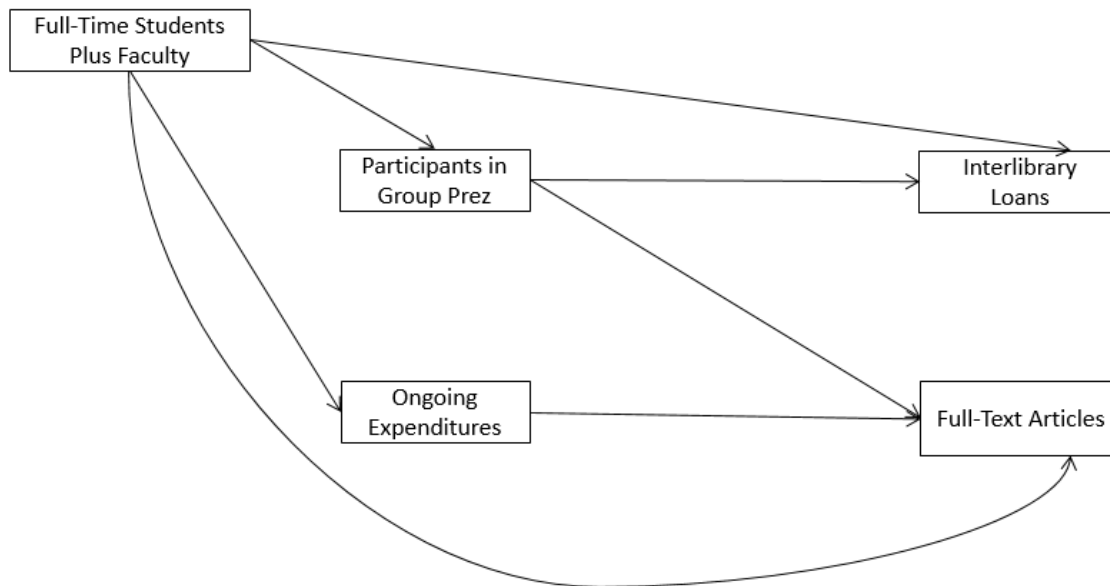 Full-Time Students
Plus Faculty
Participants in
Group Prez
Interlibrary
Loans
Ongoing
Expenditures
Full-Text Articles